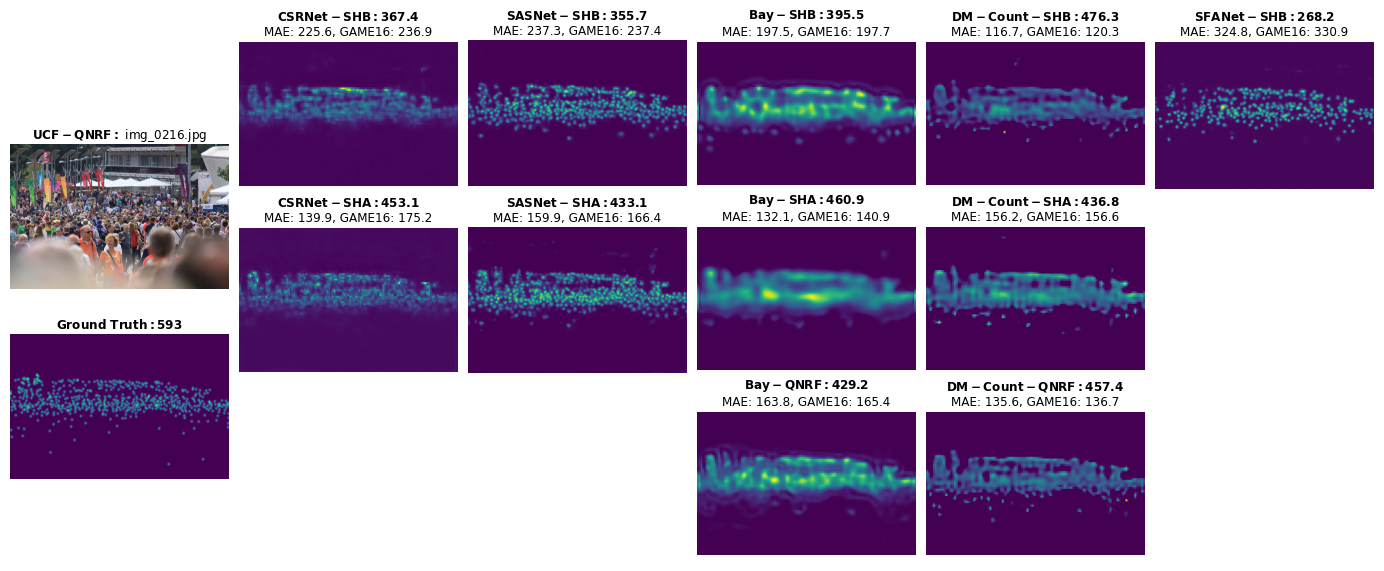 CSRNet−SHB: 367.4
MAE: 225.6, GAME16: 236.9
SASNet−SHB: 355.7
MAE: 237.3, GAME16: 237.4
Bay−SHB: 395.5
MAE: 197.5, GAME16: 197.7
DM−Count−SHB: 476.3
MAE: 116.7, GAME16: 120.3
SFANet−SHB: 268.2
MAE: 324.8, GAME16: 330.9
UCF−QNRF: img_0216.jpg
CSRNet−SHA: 453.1
MAE: 139.9, GAME16: 175.2
SASNet−SHA: 433.1
MAE: 159.9, GAME16: 166.4
Bay−SHA: 460.9
MAE: 132.1, GAME16: 140.9
DM−Count−SHA: 436.8
MAE: 156.2, GAME16: 156.6
Ground Truth: 593
Bay−QNRF: 429.2
MAE: 163.8, GAME16: 165.4
DM−Count−QNRF: 457.4
MAE: 135.6, GAME16: 136.7